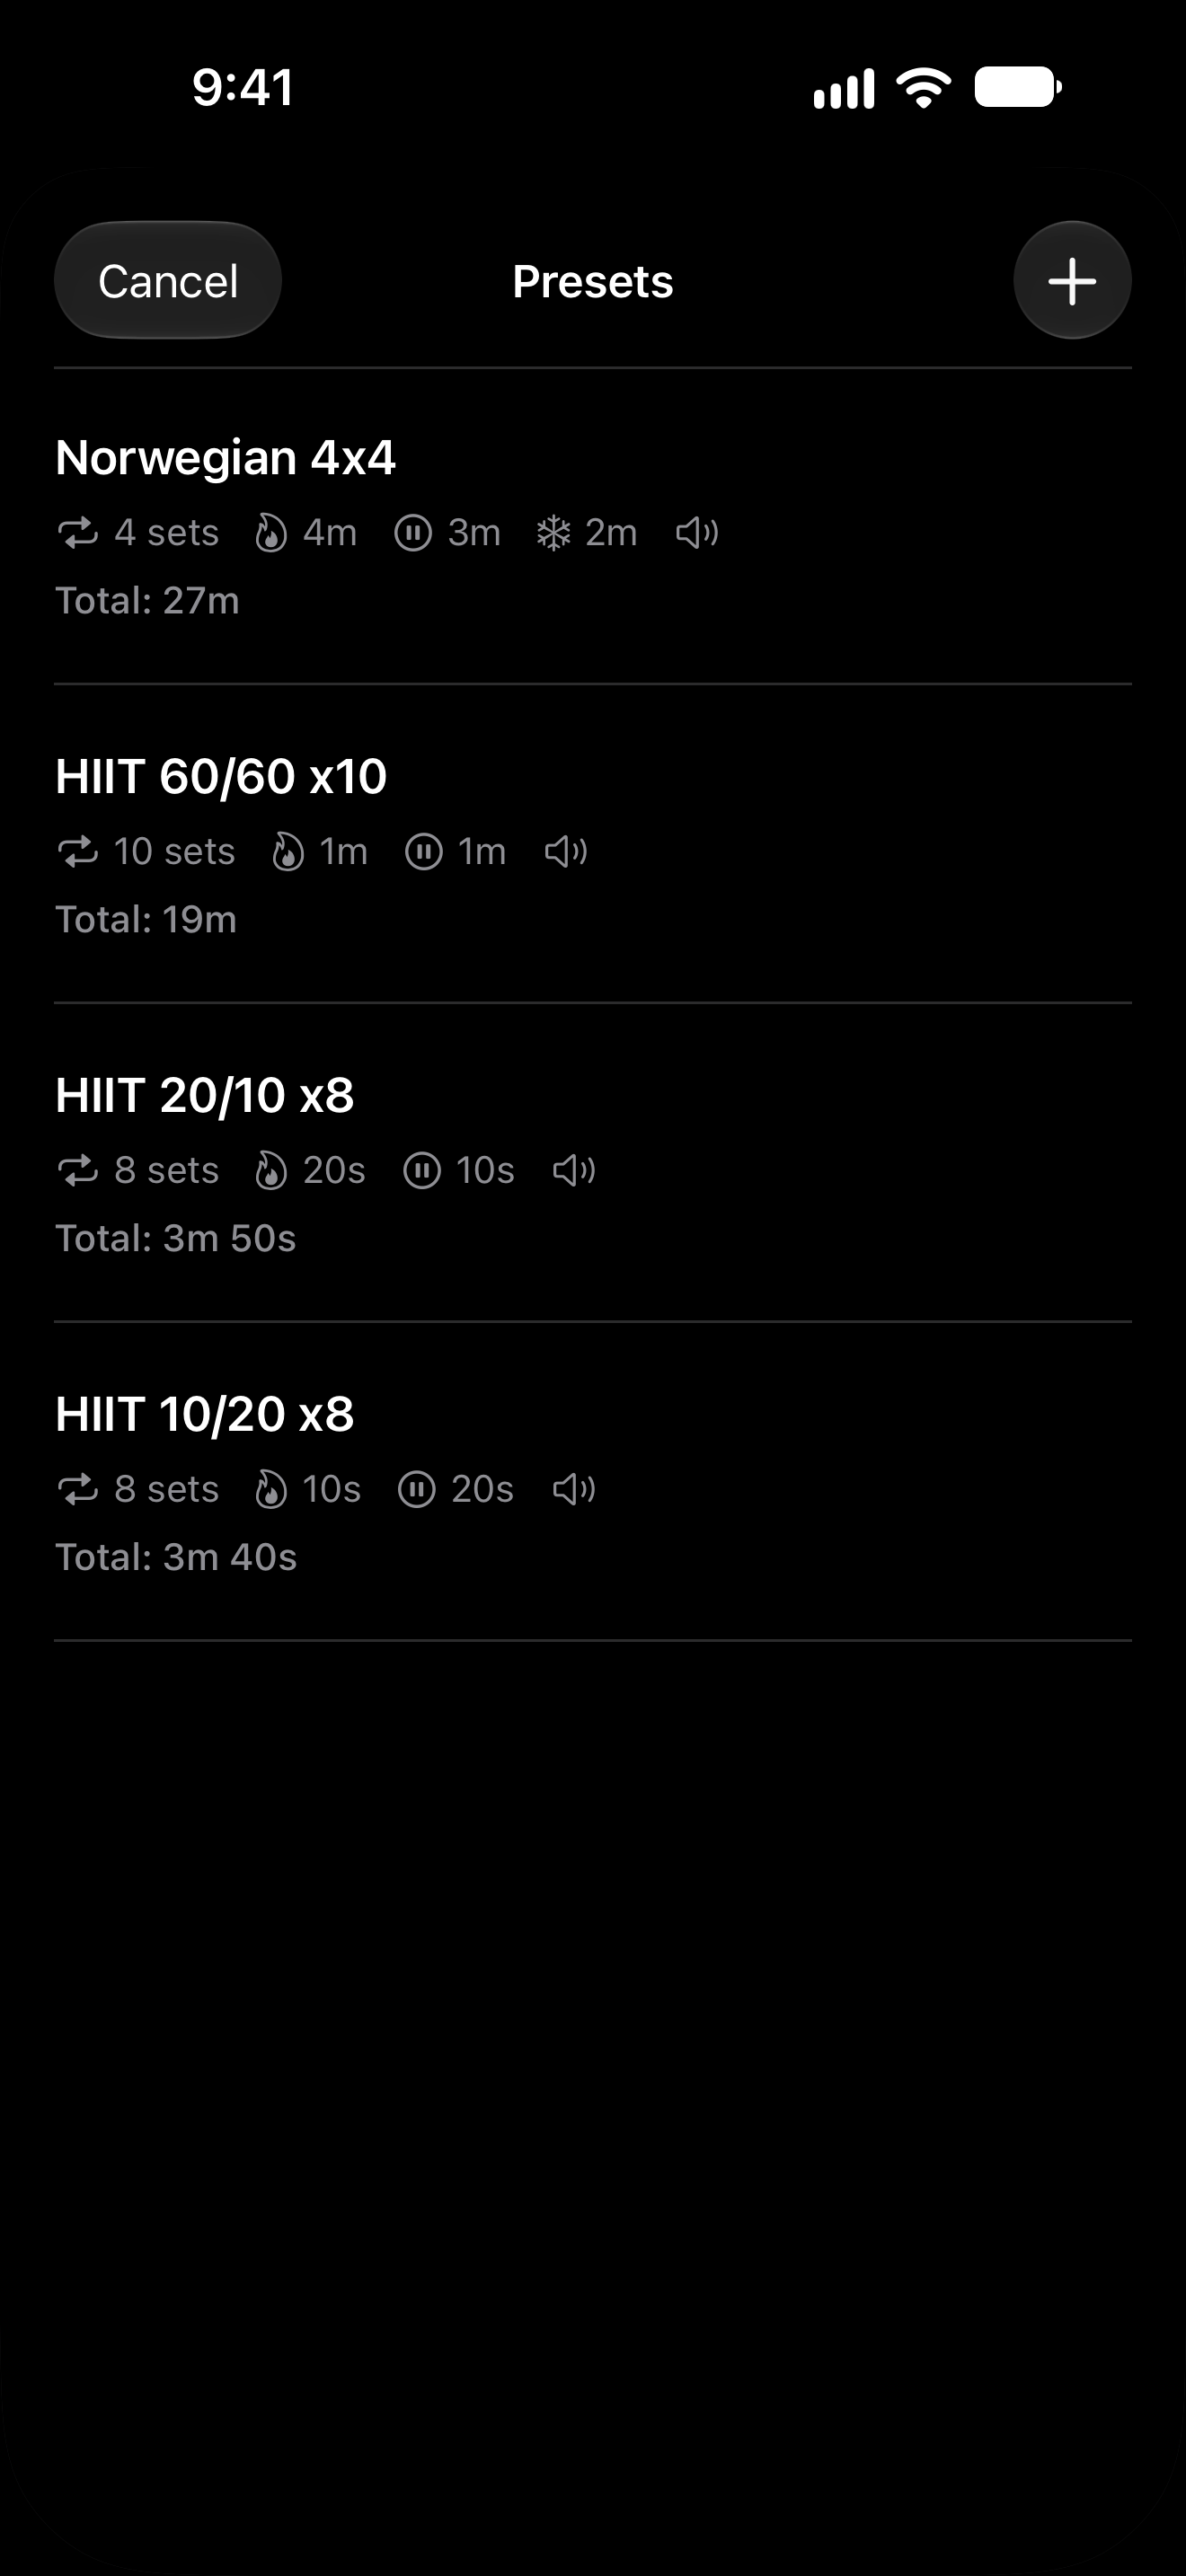 9:41
Cancel
Presets
Norwegian 4x4
4 sets 4m 3m 2m
Total: 27m
HIIT 60/60 x10
10 sets 1m 1m
Total: 19m
HIIT 20/10 x8
8 sets 20s 10s
Total: 3m 50s
HIIT 10/20 x8
8 sets 10s 20s
Total: 3m 40s